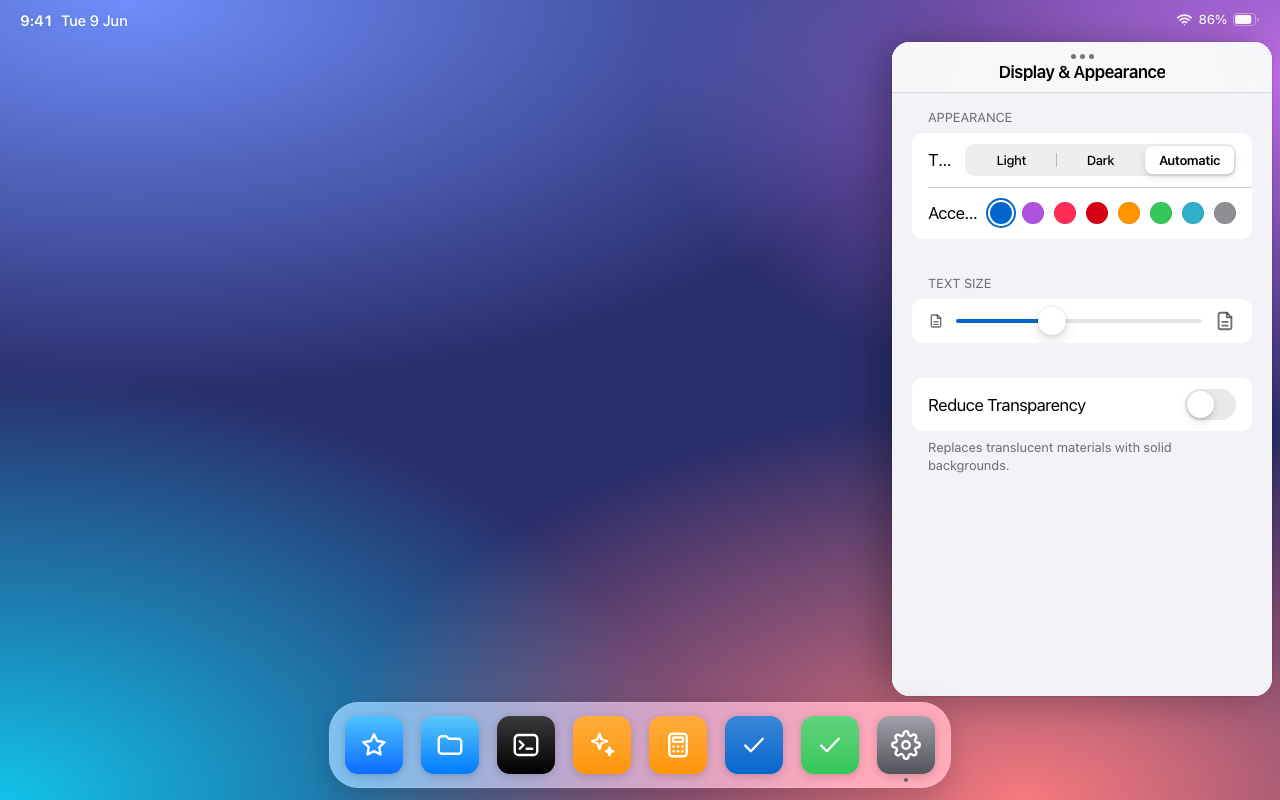 9:41 Tue 9 Jun
86%
Display & Appearance
APPEARANCE
T... Light Dark Automatic
Acce...
TEXT SIZE
Reduce Transparency
Replaces translucent materials with solid
backgrounds.